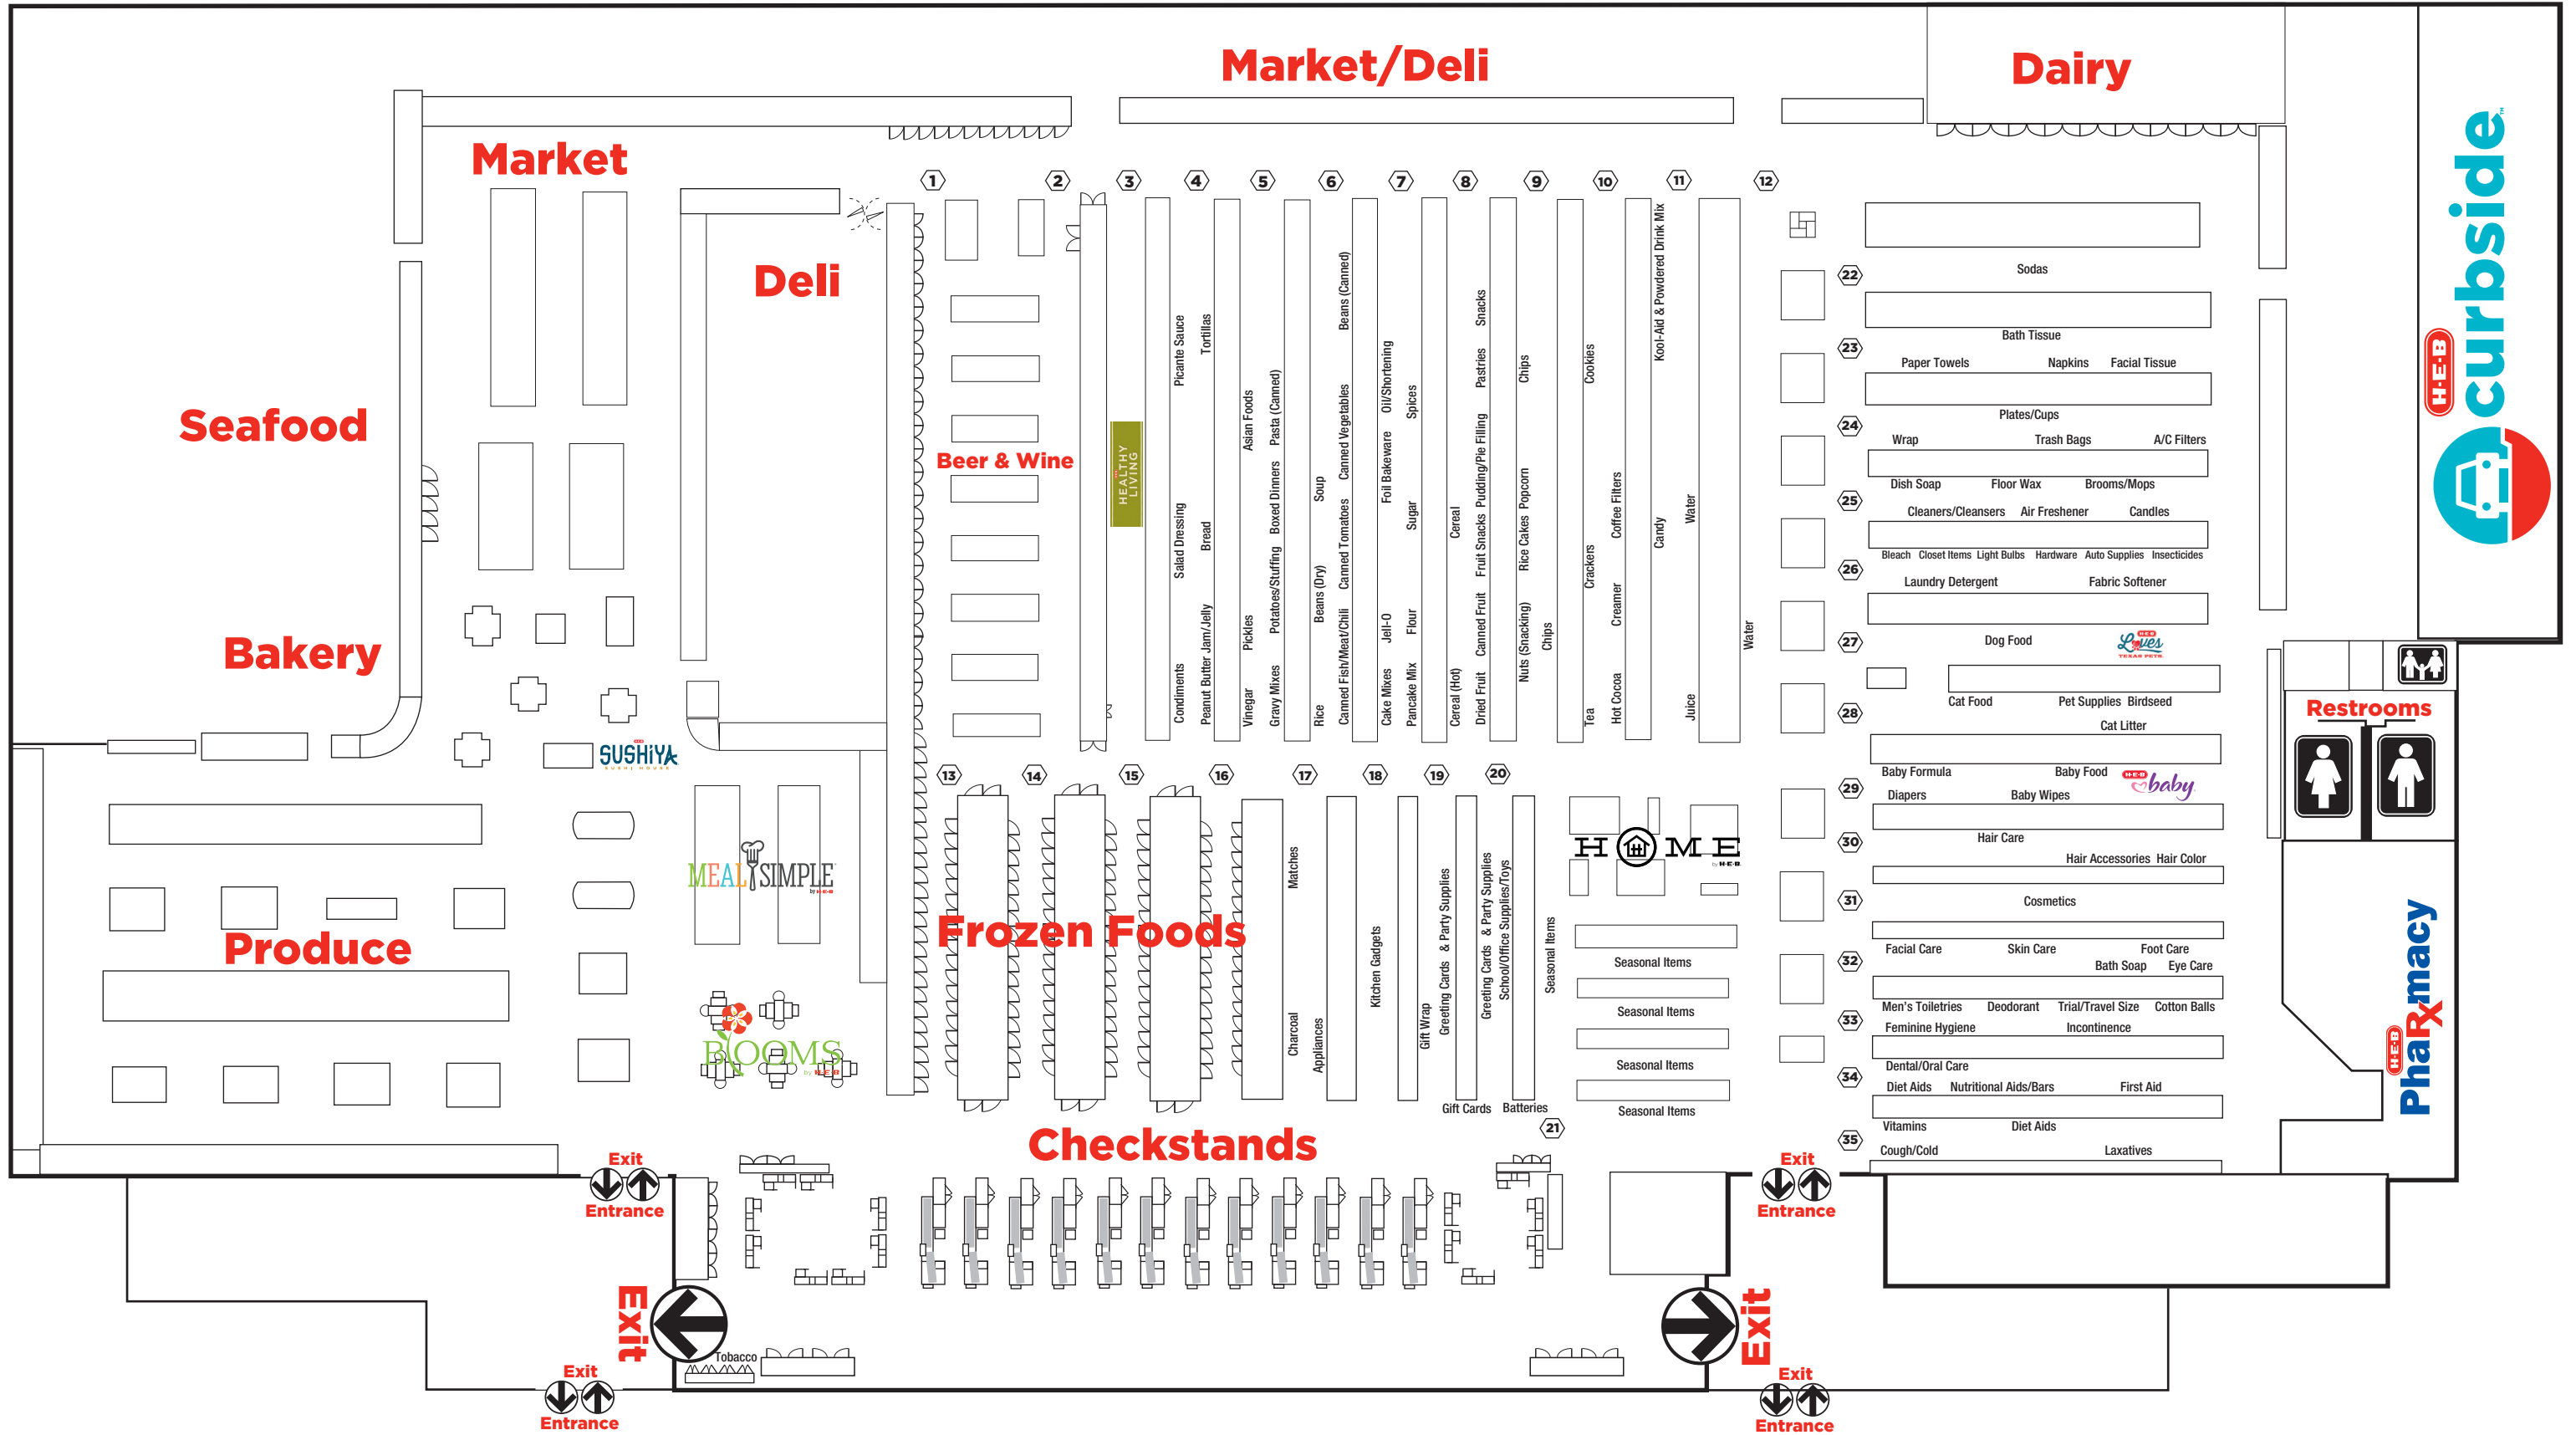 Market/Deli
Dairy
H-E-B
curbside™
Market
Deli
Seafood
Bakery
SUSHIYA
SUSHI HOUSE
Produce
MEAL SIMPLE
by H-E-B
BLOOMS
by H-E-B
Beer & Wine
HEALTHY
LIVING
Frozen Foods
Checkstands
1
2
3
4
5
6
7
8
9
10
11
12
Picante Sauce
Salad Dressing
Condiments
Tortillas
Bread
Peanut Butter Jam/Jelly
Asian Foods
Pickles
Vinegar
Pasta (Canned)
Boxed Dinners
Potatoes/Stuffing
Gravy Mixes
Soup
Beans (Dry)
Rice
Beans (Canned)
Canned Vegetables
Canned Tomatoes
Canned Fish/Meat/Chili
Oil/Shortening
Foil Bakeware
Jell-O
Cake Mixes
Spices
Sugar
Flour
Pancake Mix
Cereal
Cereal (Hot)
Snacks
Pastries
Pudding/Pie Filling
Fruit Snacks
Canned Fruit
Dried Fruit
Chips
Popcorn
Rice Cakes
Nuts (Snacking)
Chips
Cookies
Crackers
Tea
Coffee Filters
Creamer
Hot Cocoa
Kool-Aid & Powdered Drink Mix
Candy
Water
Juice
Water
13
14
15
16
17
18
19
20
21
Matches
Charcoal
Appliances
Kitchen Gadgets
Gift Wrap
Greeting Cards & Party Supplies
Greeting Cards & Party Supplies
School/Office Supplies/Toys
Seasonal Items
Gift Cards
Batteries
HOME
by H-E-B
Seasonal Items
Seasonal Items
Seasonal Items
Seasonal Items
22
Sodas
Bath Tissue
23
Paper Towels Napkins Facial Tissue
Plates/Cups
24
Wrap Trash Bags A/C Filters
Dish Soap Floor Wax Brooms/Mops
25
Cleaners/Cleansers Air Freshener Candles
Bleach Closet Items Light Bulbs Hardware Auto Supplies Insecticides
26
Laundry Detergent Fabric Softener
27
Dog Food
H-E-B
Loves
TEXAS PETS
Cat Food Pet Supplies Birdseed
28
Cat Litter
Baby Formula Baby Food
H-E-B
baby
29
Diapers Baby Wipes
Hair Care
30
Hair Accessories Hair Color
31
Cosmetics
Facial Care Skin Care Foot Care
32
Bath Soap Eye Care
Men's Toiletries Deodorant Trial/Travel Size Cotton Balls
33
Feminine Hygiene Incontinence
Dental/Oral Care
34
Diet Aids Nutritional Aids/Bars First Aid
Vitamins Diet Aids
35
Cough/Cold Laxatives
Restrooms
H-E-B
PhaRxmacy
Exit
Entrance
Exit
Entrance
Exit
Exit
Tobacco
Exit
Entrance
Exit
Entrance